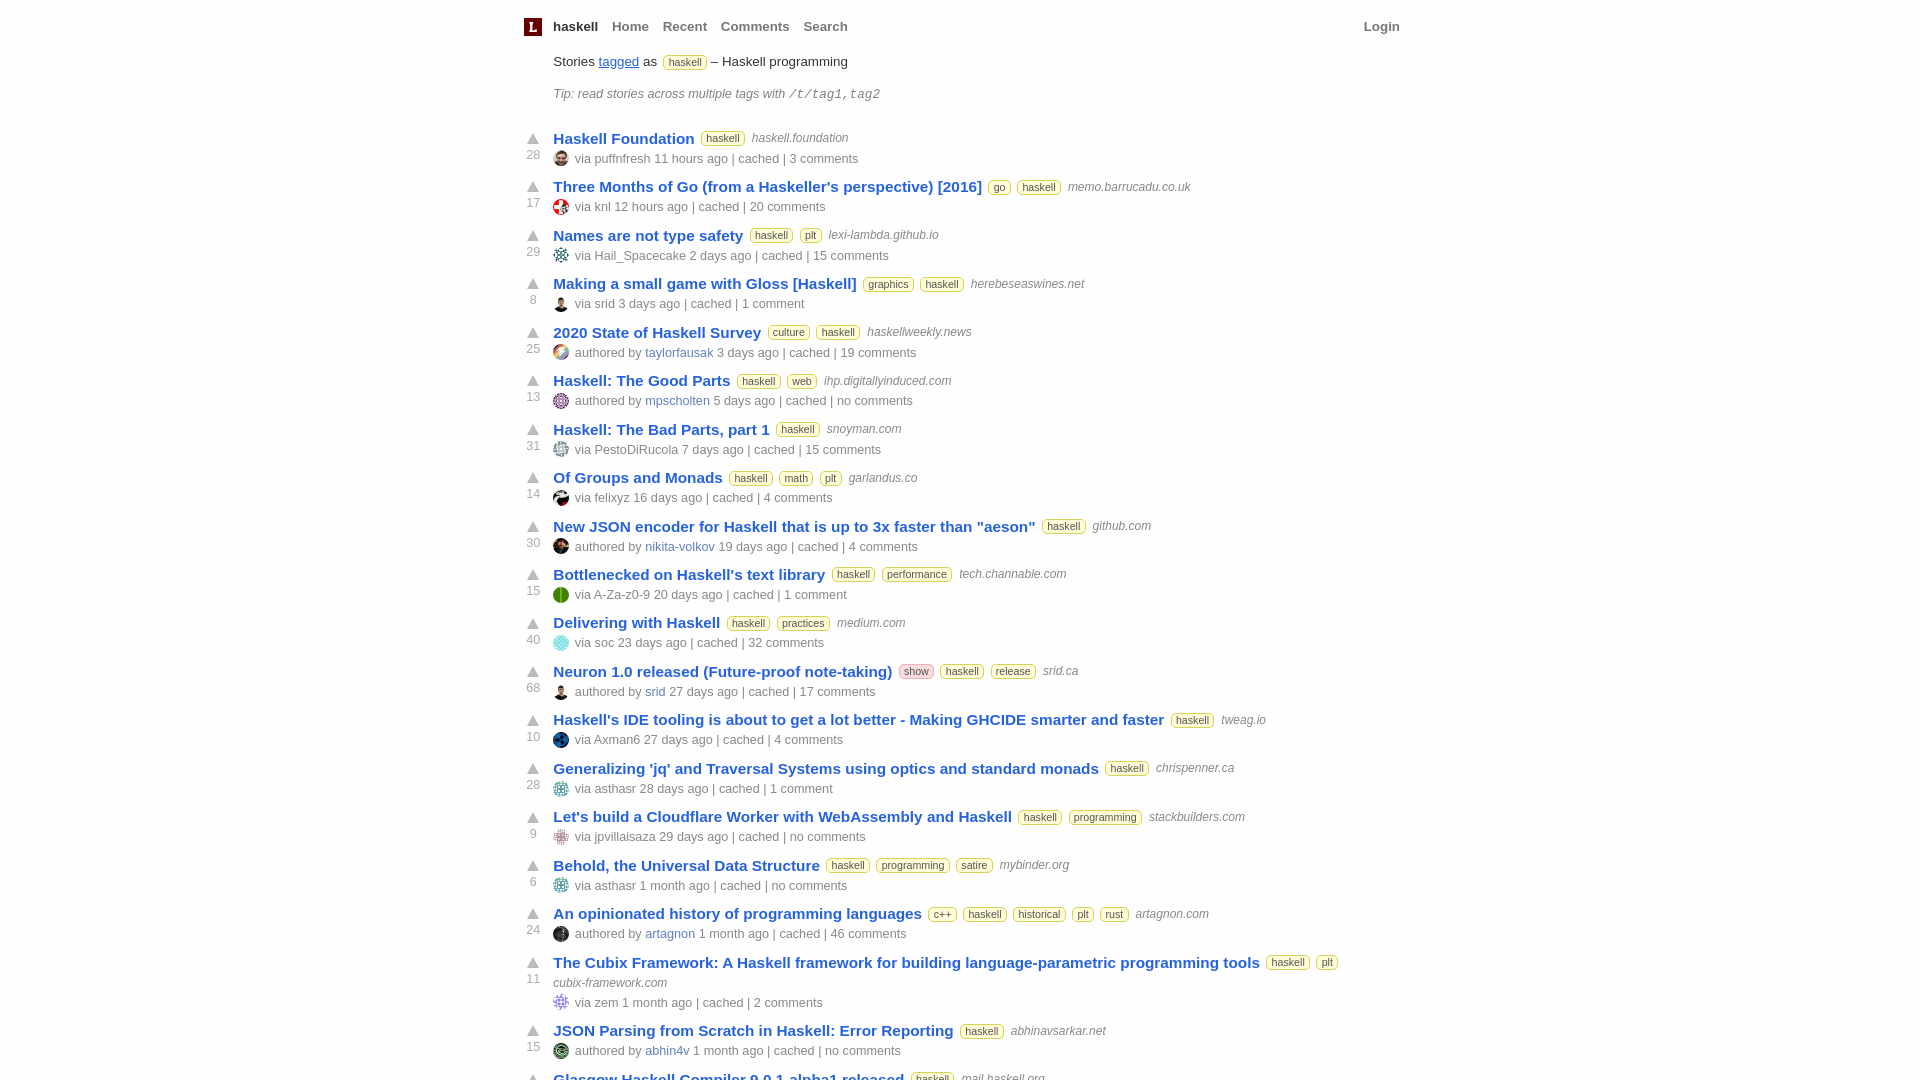 L haskell Home Recent Comments Search Login
Stories tagged as haskell – Haskell programming
Tip: read stories across multiple tags with /t/tag1,tag2
Haskell Foundation haskell haskell.foundation
28 via puffnfresh 11 hours ago | cached | 3 comments
Three Months of Go (from a Haskeller's perspective) [2016] go haskell memo.barrucadu.co.uk
17 via knl 12 hours ago | cached | 20 comments
Names are not type safety haskell plt lexi-lambda.github.io
29 via Hail_Spacecake 2 days ago | cached | 15 comments
Making a small game with Gloss [Haskell] graphics haskell herebeseaswines.net
8 via srid 3 days ago | cached | 1 comment
2020 State of Haskell Survey culture haskell haskellweekly.news
25 authored by taylorfausak 3 days ago | cached | 19 comments
Haskell: The Good Parts haskell web ihp.digitallyinduced.com
13 authored by mpscholten 5 days ago | cached | no comments
Haskell: The Bad Parts, part 1 haskell snoyman.com
31 via PestoDiRucola 7 days ago | cached | 15 comments
Of Groups and Monads haskell math plt garlandus.co
14 via felixyz 16 days ago | cached | 4 comments
New JSON encoder for Haskell that is up to 3x faster than "aeson" haskell github.com
30 authored by nikita-volkov 19 days ago | cached | 4 comments
Bottlenecked on Haskell's text library haskell performance tech.channable.com
15 via A-Za-z0-9 20 days ago | cached | 1 comment
Delivering with Haskell haskell practices medium.com
40 via soc 23 days ago | cached | 32 comments
Neuron 1.0 released (Future-proof note-taking) show haskell release srid.ca
68 authored by srid 27 days ago | cached | 17 comments
Haskell's IDE tooling is about to get a lot better - Making GHCIDE smarter and faster haskell tweag.io
10 via Axman6 27 days ago | cached | 4 comments
Generalizing 'jq' and Traversal Systems using optics and standard monads haskell chrispenner.ca
28 via asthasr 28 days ago | cached | 1 comment
Let's build a Cloudflare Worker with WebAssembly and Haskell haskell programming stackbuilders.com
9 via jpvillaisaza 29 days ago | cached | no comments
Behold, the Universal Data Structure haskell programming satire mybinder.org
6 via asthasr 1 month ago | cached | no comments
An opinionated history of programming languages c++ haskell historical plt rust artagnon.com
24 authored by artagnon 1 month ago | cached | 46 comments
The Cubix Framework: A Haskell framework for building language-parametric programming tools haskell plt
11 cubix-framework.com
via zem 1 month ago | cached | 2 comments
JSON Parsing from Scratch in Haskell: Error Reporting haskell abhinavsarkar.net
15 authored by abhin4v 1 month ago | cached | no comments
Glasgow Haskell Compiler 9.0.1-alpha1 released haskell mail.haskell.org